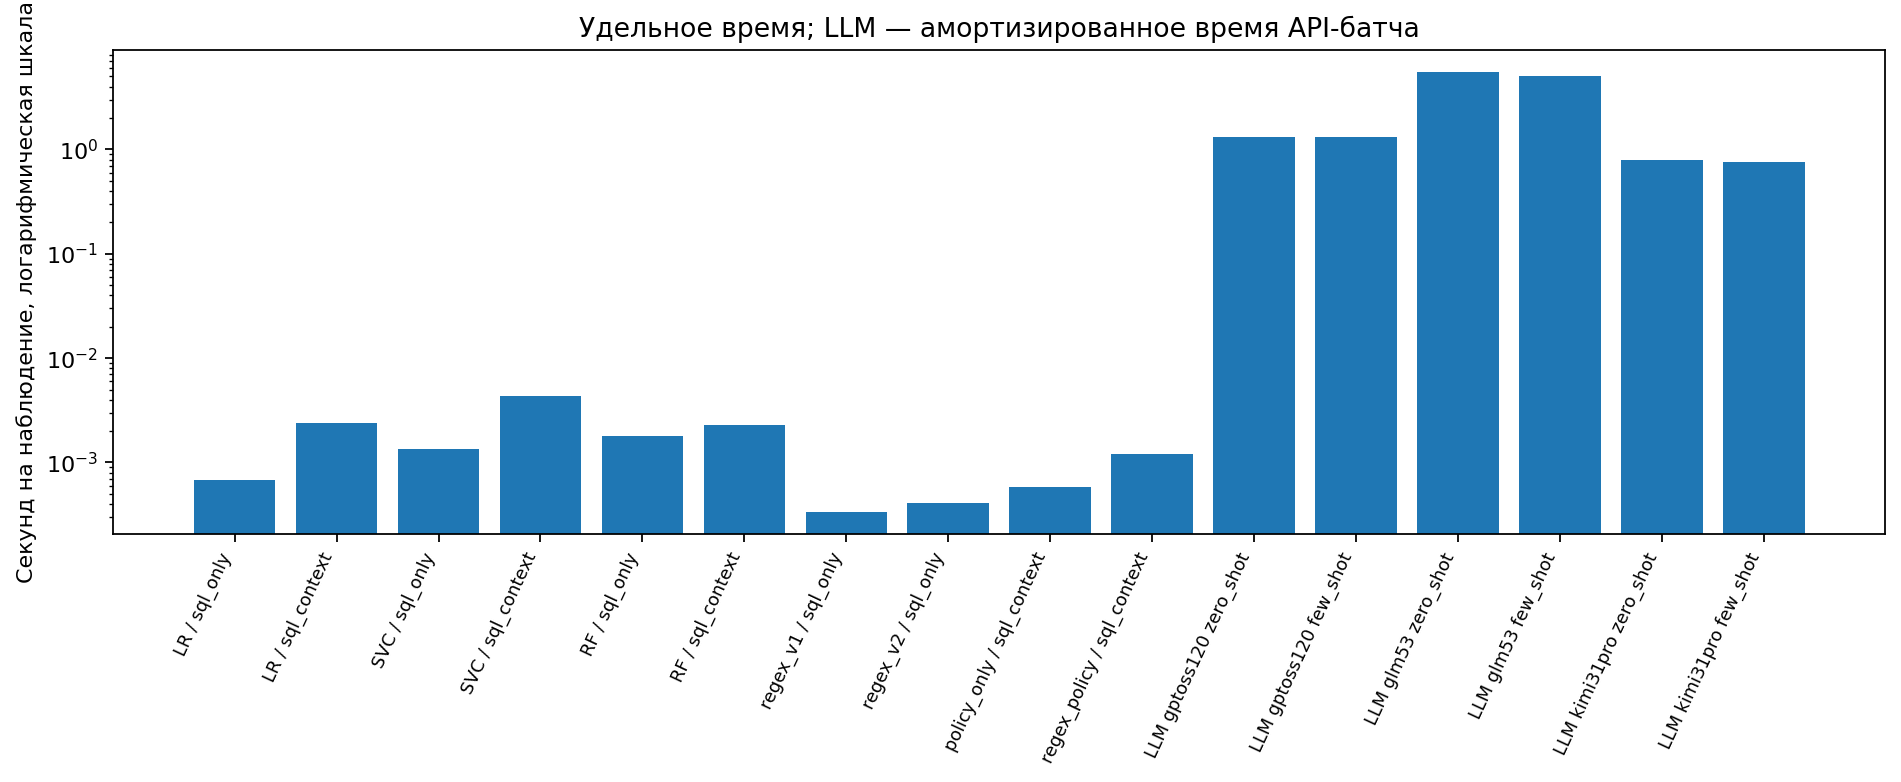 Удельное время; LLM — амортизированное время API-батча
Секунд на наблюдение, логарифмическая шкала
10⁰
10⁻¹
10⁻²
10⁻³
LR / sql_only
LR / sql_context
SVC / sql_only
SVC / sql_context
RF / sql_only
RF / sql_context
regex_v1 / sql_only
regex_v2 / sql_only
policy_only / sql_context
regex_policy / sql_context
LLM gptoss120 zero_shot
LLM gptoss120 few_shot
LLM glm53 zero_shot
LLM glm53 few_shot
LLM kimi31pro zero_shot
LLM kimi31pro few_shot